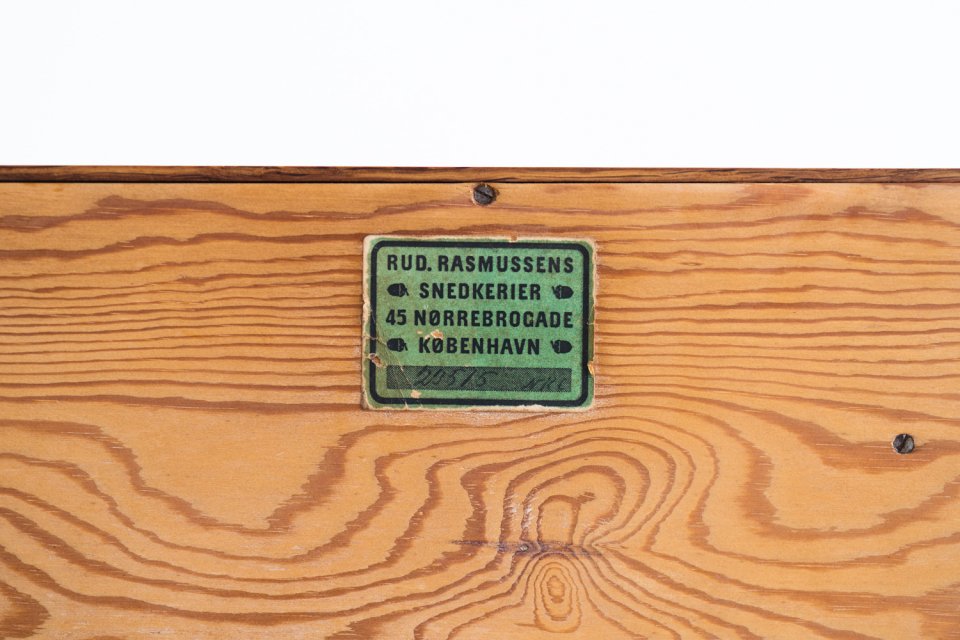 RUD. RASMUSSENS
SNEDKERIER
45 NØRREBROGADE
KØBENHAVN